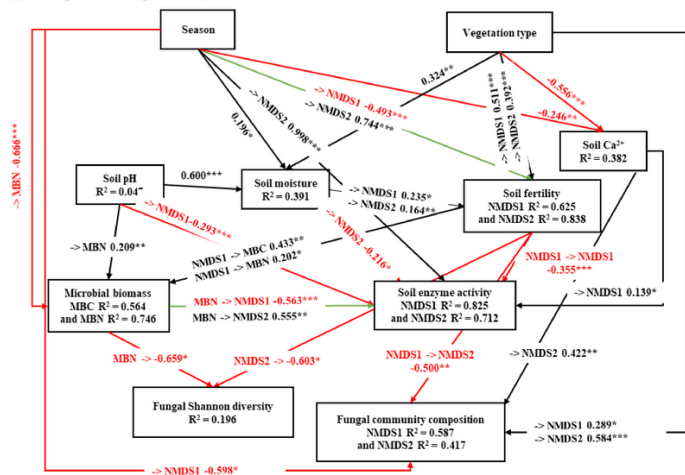 Season
Vegetation type
0.324**
-> NMDS1 -0.493***
-> NMDS2 0.744***
-> NMDS1 0.511***
-> NMDS2 0.392***
-0.556***
-0.246**
-> NMDS2 0.998***
0.196*
-> MBN -0.666***
Soil Ca²⁺
R² = 0.382
Soil pH
R² = 0.04
0.600***
Soil moisture
R² = 0.391
-> NMDS1 0.235*
-> NMDS2 0.164**
Soil fertility
NMDS1 R² = 0.625
and NMDS2 R² = 0.838
-> NMDS1-0.293***
-> NMDS2 -0.216*
-> MBN 0.209**
NMDS1 -> MBC 0.433**
NMDS1 -> MBN 0.202*
NMDS1 -> NMDS1
-0.355***
-> NMDS1 0.139*
Microbial biomass
MBC R² = 0.564
and MBN R² = 0.746
MBN -> NMDS1 -0.563***
MBN -> NMDS2 0.555**
Soil enzyme activity
NMDS1 R² = 0.825
and NMDS2 R² = 0.712
MBN -> -0.659*
NMDS2 -> -0.603*
NMDS1 -> NMDS2
-0.500**
-> NMDS2 0.422**
Fungal Shannon diversity
R² = 0.196
Fungal community composition
NMDS1 R² = 0.587
and NMDS2 R² = 0.417
-> NMDS1 0.289*
-> NMDS2 0.584***
-> NMDS1 -0.598*